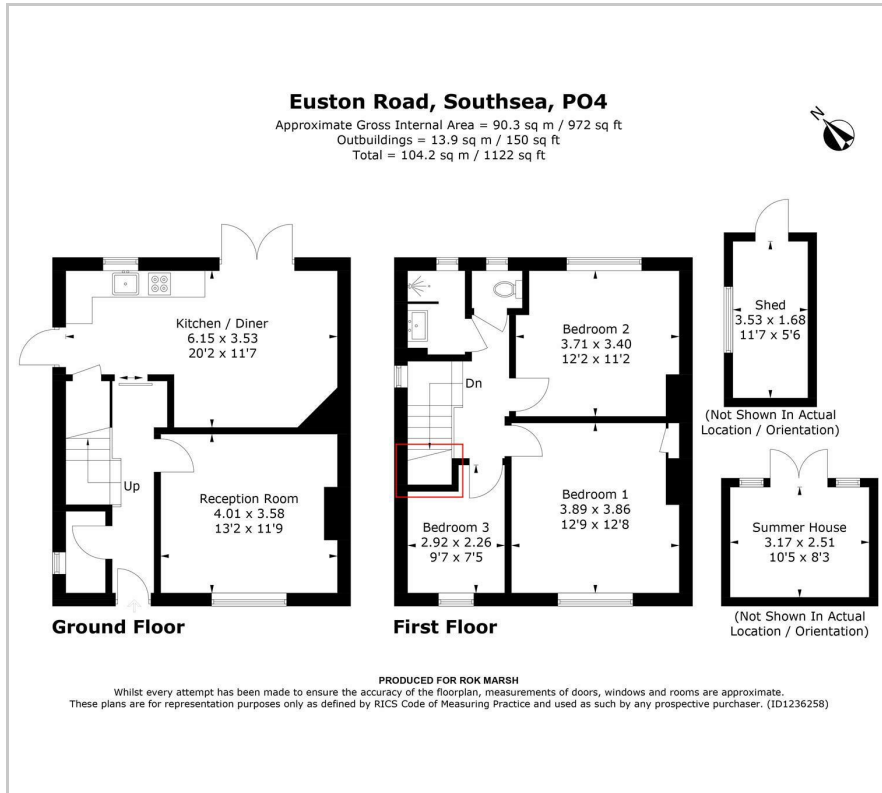 Euston Road, Southsea, PO4
Approximate Gross Internal Area = 90.3 sq m / 972 sq ft
Outbuildings = 13.9 sq m / 150 sq ft
Total = 104.2 sq m / 1122 sq ft
N
Kitchen / Diner
6.15 x 3.53
20'2 x 11'7
Up
Reception Room
4.01 x 3.58
13'2 x 11'9
Ground Floor
Bedroom 2
3.71 x 3.40
12'2 x 11'2
Dn
Bedroom 1
3.89 x 3.86
12'9 x 12'8
Bedroom 3
2.92 x 2.26
9'7 x 7'5
First Floor
Shed
3.53 x 1.68
11'7 x 5'6
(Not Shown In Actual
Location / Orientation)
Summer House
3.17 x 2.51
10'5 x 8'3
(Not Shown In Actual
Location / Orientation)
PRODUCED FOR ROK MARSH
Whilst every attempt has been made to ensure the accuracy of the floorplan, measurements of doors, windows and rooms are approximate.
These plans are for representation purposes only as defined by RICS Code of Measuring Practice and used as such by any prospective purchaser. (ID1236258)